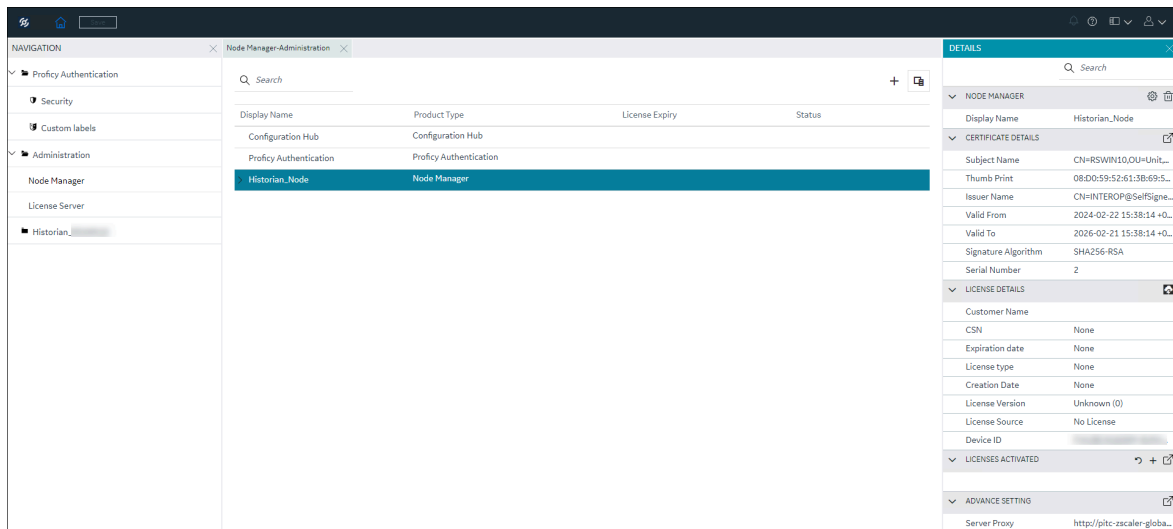 Save
NAVIGATION
Node Manager-Administration
DETAILS
Proficy Authentication
Security
Custom labels
Administration
Node Manager
License Server
Historian_
Search
Display Name Product Type License Expiry Status
Configuration Hub Configuration Hub
Proficy Authentication Proficy Authentication
Historian_Node Node Manager
Search
NODE MANAGER
Display Name Historian_Node
CERTIFICATE DETAILS
Subject Name CN=RSWIN10,OU=Unit,...
Thumb Print 08:D0:59:52:61:3B:69:5...
Issuer Name CN=INTEROP@SelfSigne...
Valid From 2024-02-22 15:38:14 +0...
Valid To 2026-02-21 15:38:14 +0...
Signature Algorithm SHA256-RSA
Serial Number 2
LICENSE DETAILS
Customer Name
CSN None
Expiration date None
License type None
Creation Date None
License Version Unknown (0)
License Source No License
Device ID
LICENSES ACTIVATED
ADVANCE SETTING
Server Proxy http://pitc-zscaler-globa...